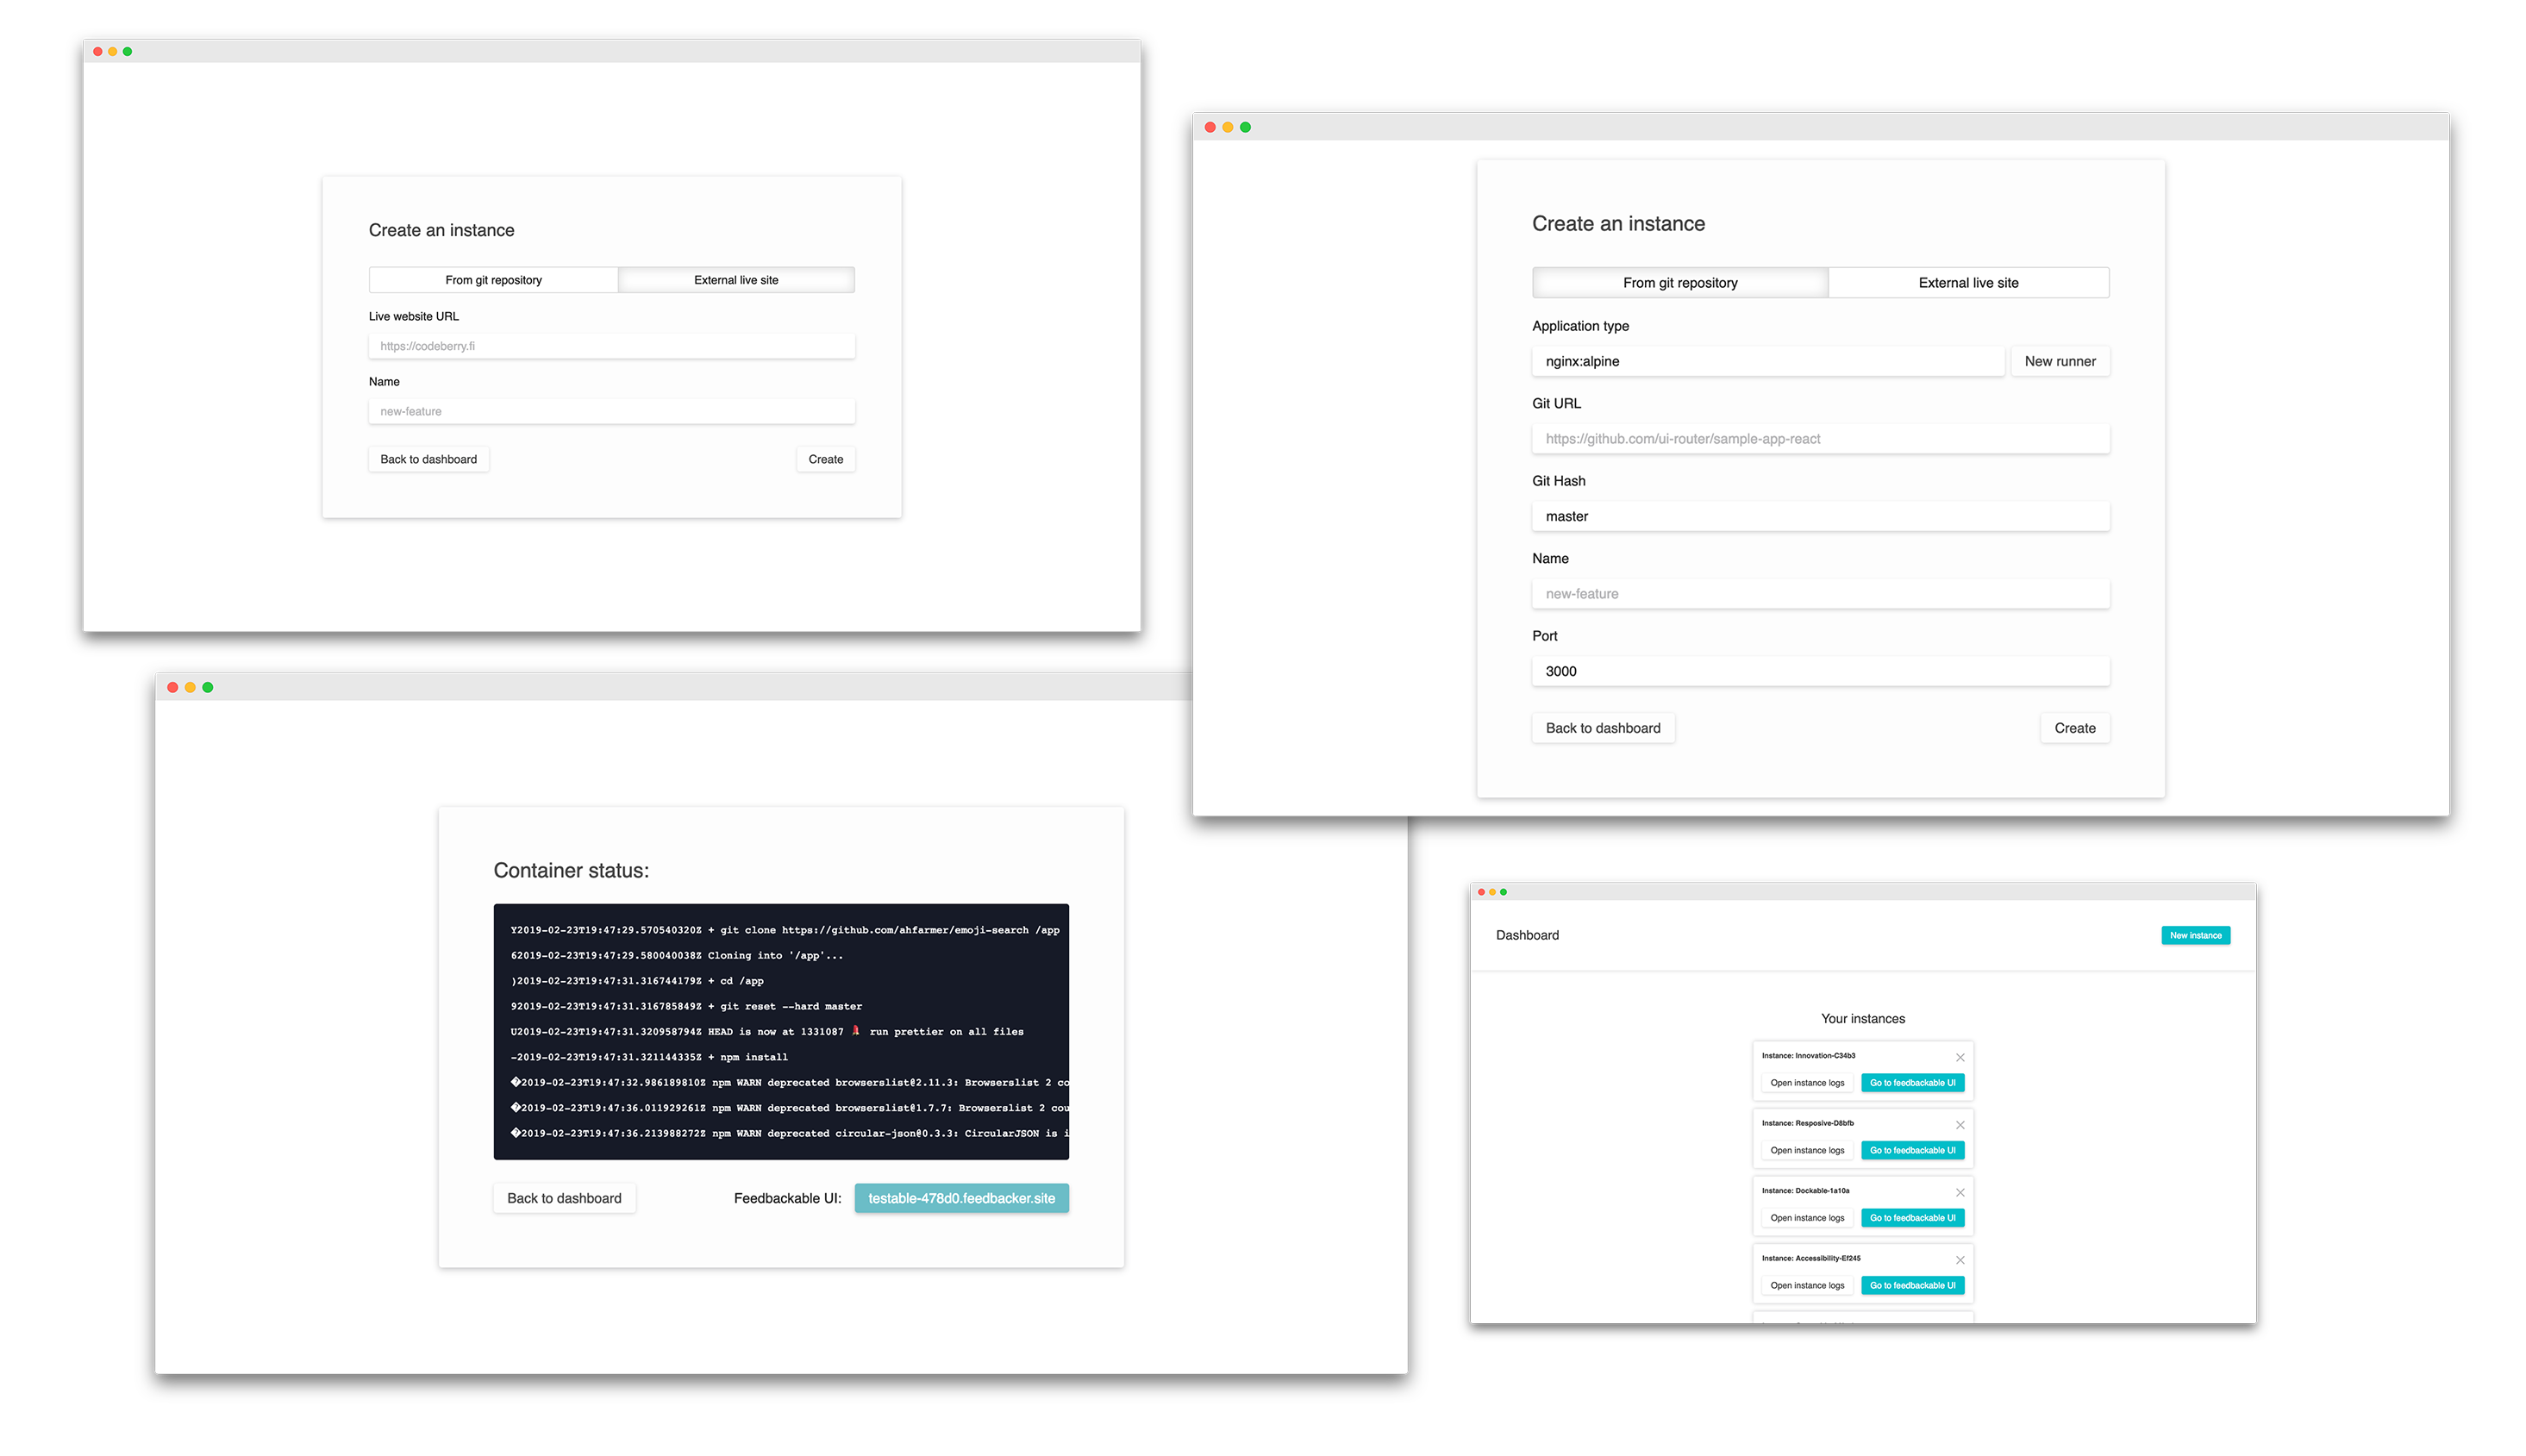 Create an instance
From git repository
External live site
Live website URL
https://codeberry.fi
Name
new-feature
Back to dashboard
Create
Create an instance
From git repository
External live site
Application type
nginx:alpine
New runner
Git URL
https://github.com/ui-router/sample-app-react
Git Hash
master
Name
new-feature
Port
3000
Back to dashboard
Create
Container status:
Y2019-02-23T19:47:29.570540320Z + git clone https://github.com/ahfarmer/emoji-search /app
62019-02-23T19:47:29.580040038Z Cloning into '/app'...
)2019-02-23T19:47:31.316744179Z + cd /app
92019-02-23T19:47:31.316785849Z + git reset --hard master
U2019-02-23T19:47:31.320958794Z HEAD is now at 1331087 💄 run prettier on all files
-2019-02-23T19:47:31.321144335Z + npm install
�2019-02-23T19:47:32.986189810Z npm WARN deprecated browserslist@2.11.3: Browserslist 2 co
�2019-02-23T19:47:36.011929261Z npm WARN deprecated browserslist@1.7.7: Browserslist 2 cou
�2019-02-23T19:47:36.213988272Z npm WARN deprecated circular-json@0.3.3: CircularJSON is i
Back to dashboard
Feedbackable UI:
testable-478d0.feedbacker.site
Dashboard
New instance
Your instances
Instance: Innovation-C34b3
Open instance logs
Go to feedbackable UI
Instance: Resposive-D8bfb
Open instance logs
Go to feedbackable UI
Instance: Dockable-1a10a
Open instance logs
Go to feedbackable UI
Instance: Accessibility-Ef245
Open instance logs
Go to feedbackable UI